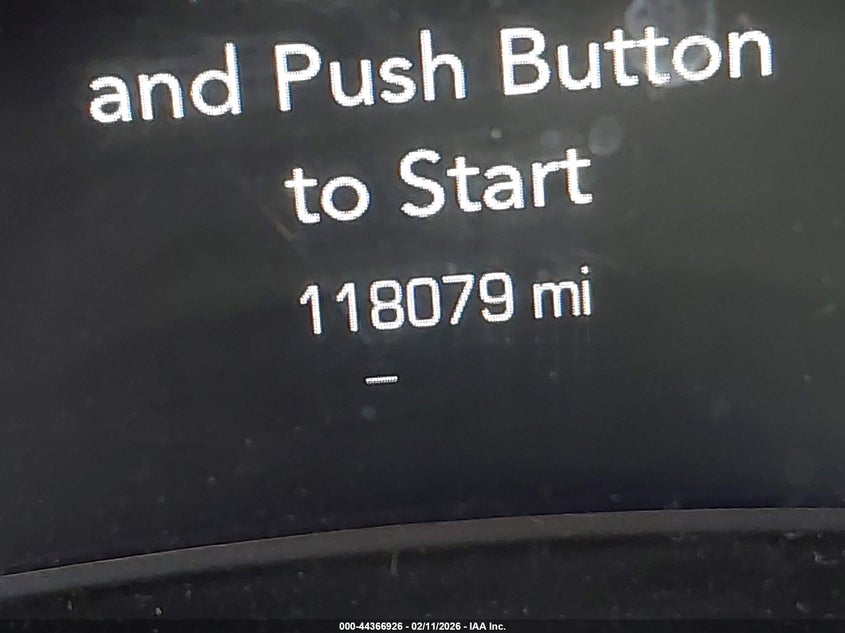 and Push Button
to Start
118079 mi
000-44366926 - 02/11/2026 - IAA Inc.